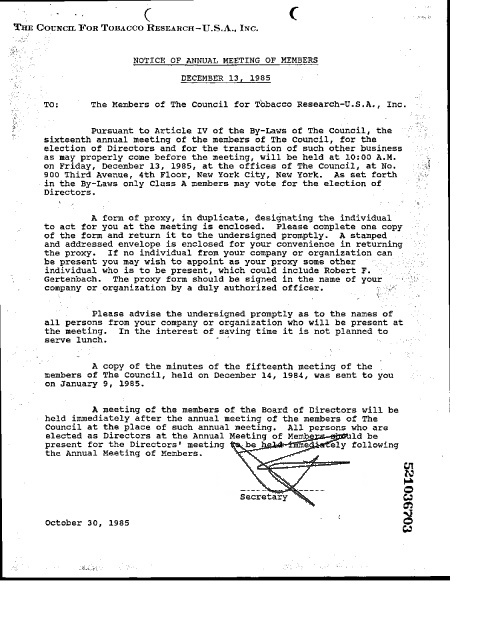 THE COUNCIL FOR TOBACCO RESEARCH-U.S.A., INC.
NOTICE OF ANNUAL MEETING OF MEMBERS
DECEMBER 13, 1985
TO: The Members of The Council for Tobacco Research-U.S.A., Inc.
Pursuant to Article IV of the By-Laws of The Council, the
sixteenth annual meeting of the members of The Council, for the
election of Directors and for the transaction of such other business
as may properly come before the meeting, will be held at 10:00 A.M.
on Friday, December 13, 1985, at the offices of The Council, at No.
900 Third Avenue, 4th Floor, New York City, New York. As set forth
in the By-Laws only Class A members may vote for the election of
Directors.
A form of proxy, in duplicate, designating the individual
to act for you at the meeting is enclosed. Please complete one copy
of the form and return it to the undersigned promptly. A stamped
and addressed envelope is enclosed for your convenience in returning
the proxy. If no individual from your company or organization can
be present you may wish to appoint as your proxy some other
individual who is to be present, which could include Robert F.
Gertenbach. The proxy form should be signed in the name of your
company or organization by a duly authorized officer.
Please advise the undersigned promptly as to the names of
all persons from your company or organization who will be present at
the meeting. In the interest of saving time it is not planned to
serve lunch.
A copy of the minutes of the fifteenth meeting of the
members of The Council, held on December 14, 1984, was sent to you
on January 9, 1985.
A meeting of the members of the Board of Directors will be
held immediately after the annual meeting of the members of The
Council at the place of such annual meeting. All persons who are
elected as Directors at the Annual Meeting of Members should be
present for the Directors' meeting to be held immediately following
the Annual Meeting of Members.
Secretary
October 30, 1985
521036703